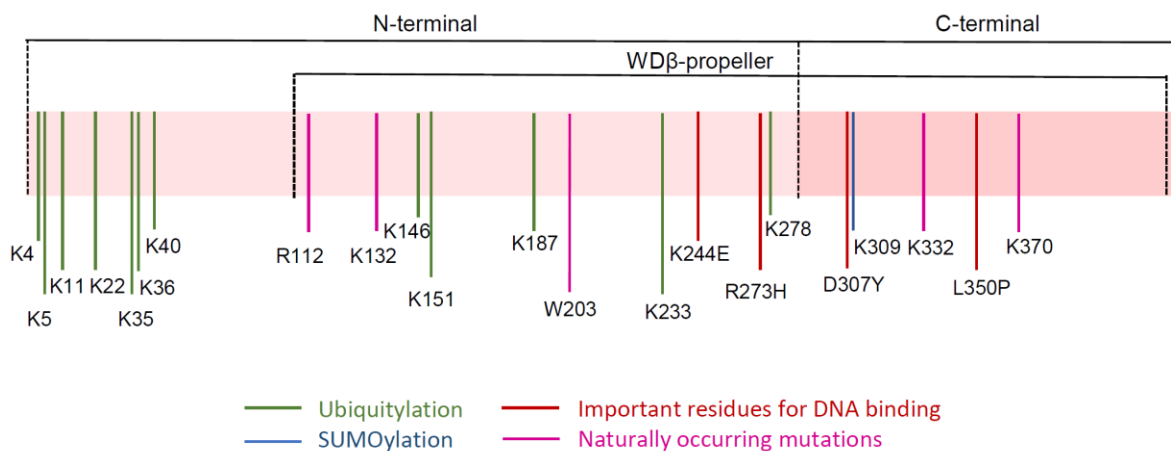 N-terminal C-terminal
WDβ-propeller
K4 K5 K11 K22 K35 K36 K40 R112 K132 K146 K151 K187 W203 K233 K244E R273H K278 D307Y K309 K332 L350P K370
Ubiquitylation Important residues for DNA binding
SUMOylation Naturally occurring mutations